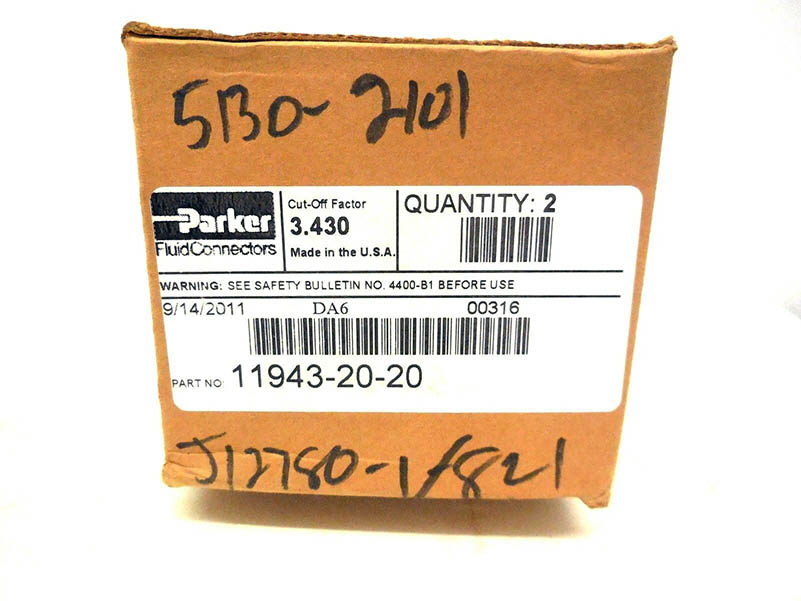 5130-2101
Parker
FluidConnectors
Cut-Off Factor
3.430
Made in the U.S.A.
QUANTITY: 2
WARNING: SEE SAFETY BULLETIN NO. 4400-B1 BEFORE USE
9/14/2011 DA6 00316
PART NO: 11943-20-20
J12780-1/821